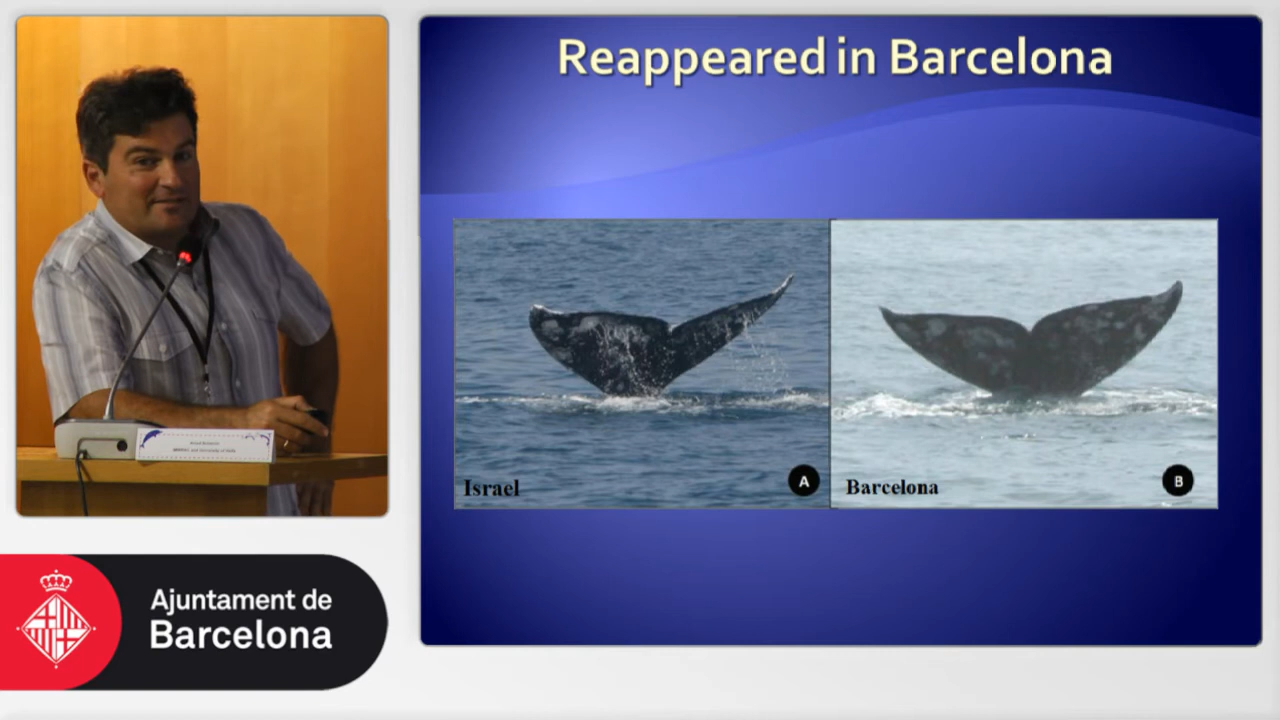 Reappeared in Barcelona
Israel
A
Barcelona
B
Ajuntament de
Barcelona